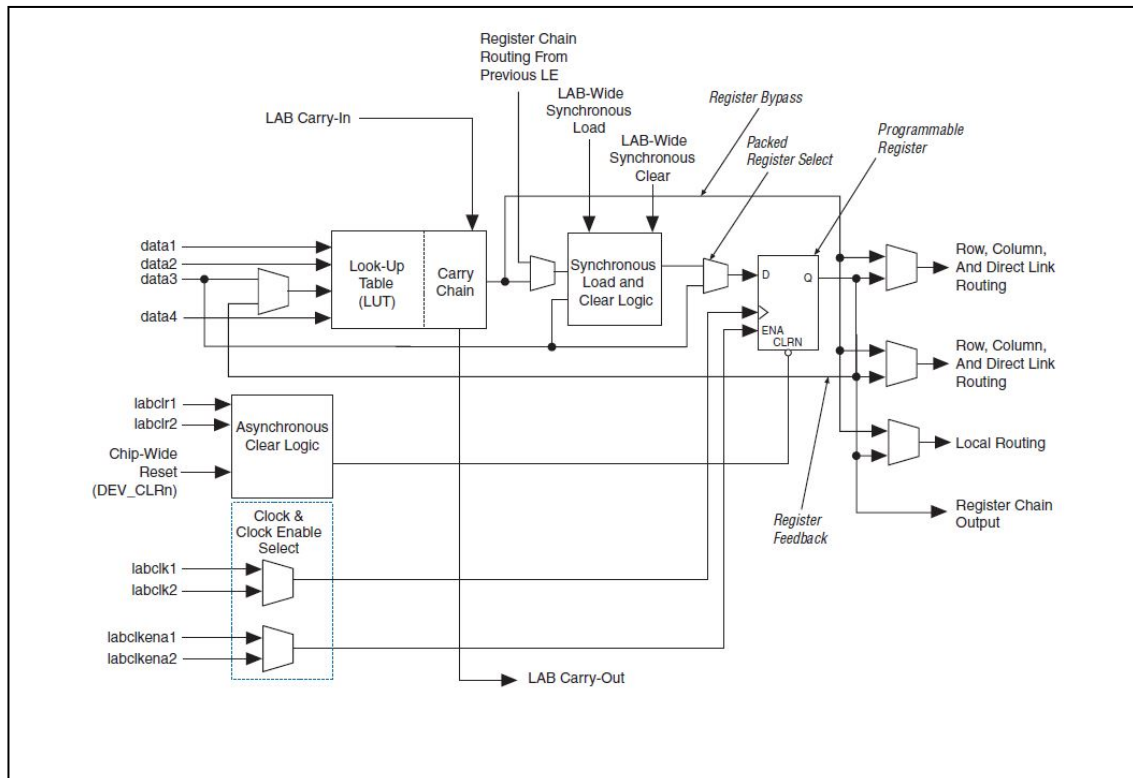 Register Chain
Routing From
Previous LE
LAB-Wide
Synchronous
Load
Register Bypass
Programmable
Register
LAB Carry-In
LAB-Wide
Synchronous
Clear
Packed
Register Select
data1
data2
data3
data4
Look-Up
Table
(LUT)
Carry
Chain
Synchronous
Load and
Clear Logic
D
Q
ENA
CLRN
Row, Column,
And Direct Link
Routing
Row, Column,
And Direct Link
Routing
labclr1
labclr2
Chip-Wide
Reset
(DEV_CLRn)
Asynchronous
Clear Logic
Local Routing
Clock &
Clock Enable
Select
Register
Feedback
Register Chain
Output
labclk1
labclk2
labclkena1
labclkena2
LAB Carry-Out